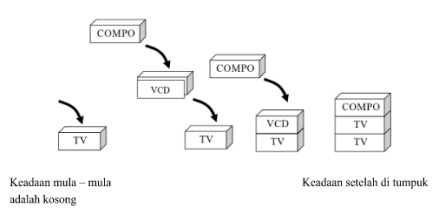 COMPO
VCD
COMPO
TV
TV
VCD
TV
COMPO
TV
TV
Keadaan mula – mula
adalah kosong
Keadaan setelah di tumpuk